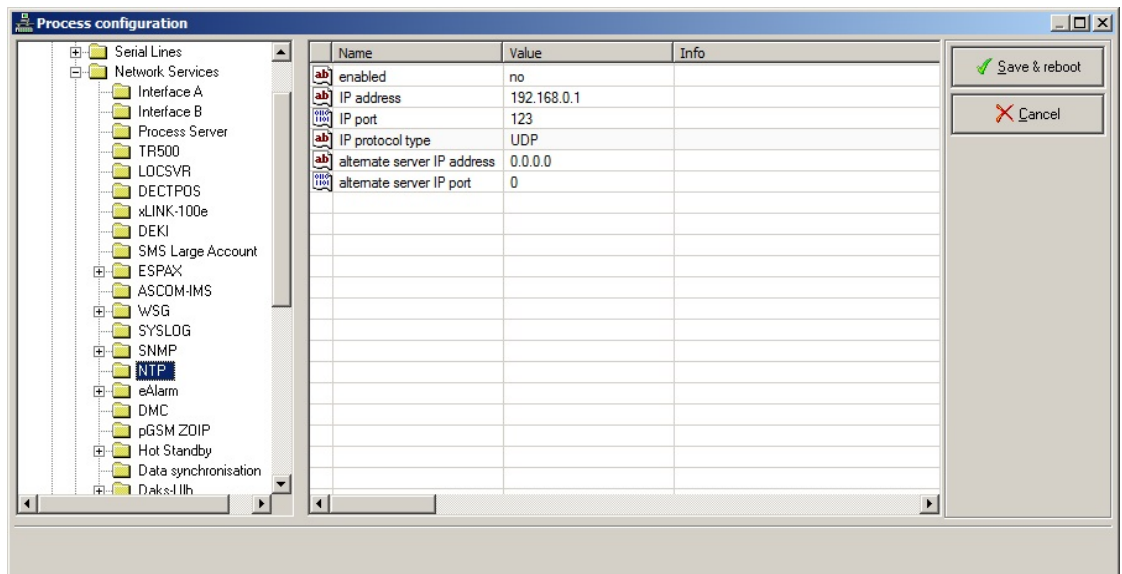 Process configuration
Serial Lines
Network Services
Interface A
Interface B
Process Server
TR500
LOCSVR
DECTPOS
xLINK-100e
DEKI
SMS Large Account
ESPAX
ASCOM-IMS
WSG
SYSLOG
SNMP
NTP
eAlarm
DMC
pGSM ZOIP
Hot Standby
Data synchronisation
Daks-Ulh
Name Value Info
enabled no
IP address 192.168.0.1
IP port 123
IP protocol type UDP
alternate server IP address 0.0.0.0
alternate server IP port 0
Save & reboot
Cancel